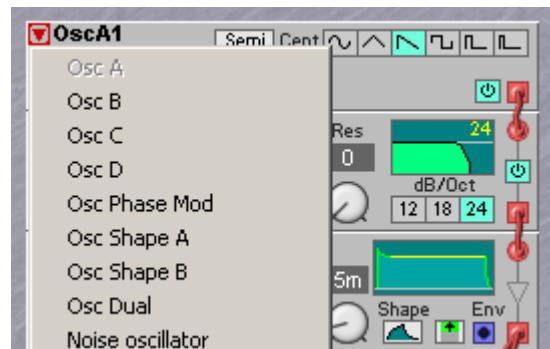 OscA1
Semi Cent
Osc A
Osc B
Osc C
Osc D
Osc Phase Mod
Osc Shape A
Osc Shape B
Osc Dual
Noise oscillator
Res
0
24
dB/Oct
12 18 24
5m
Shape Env